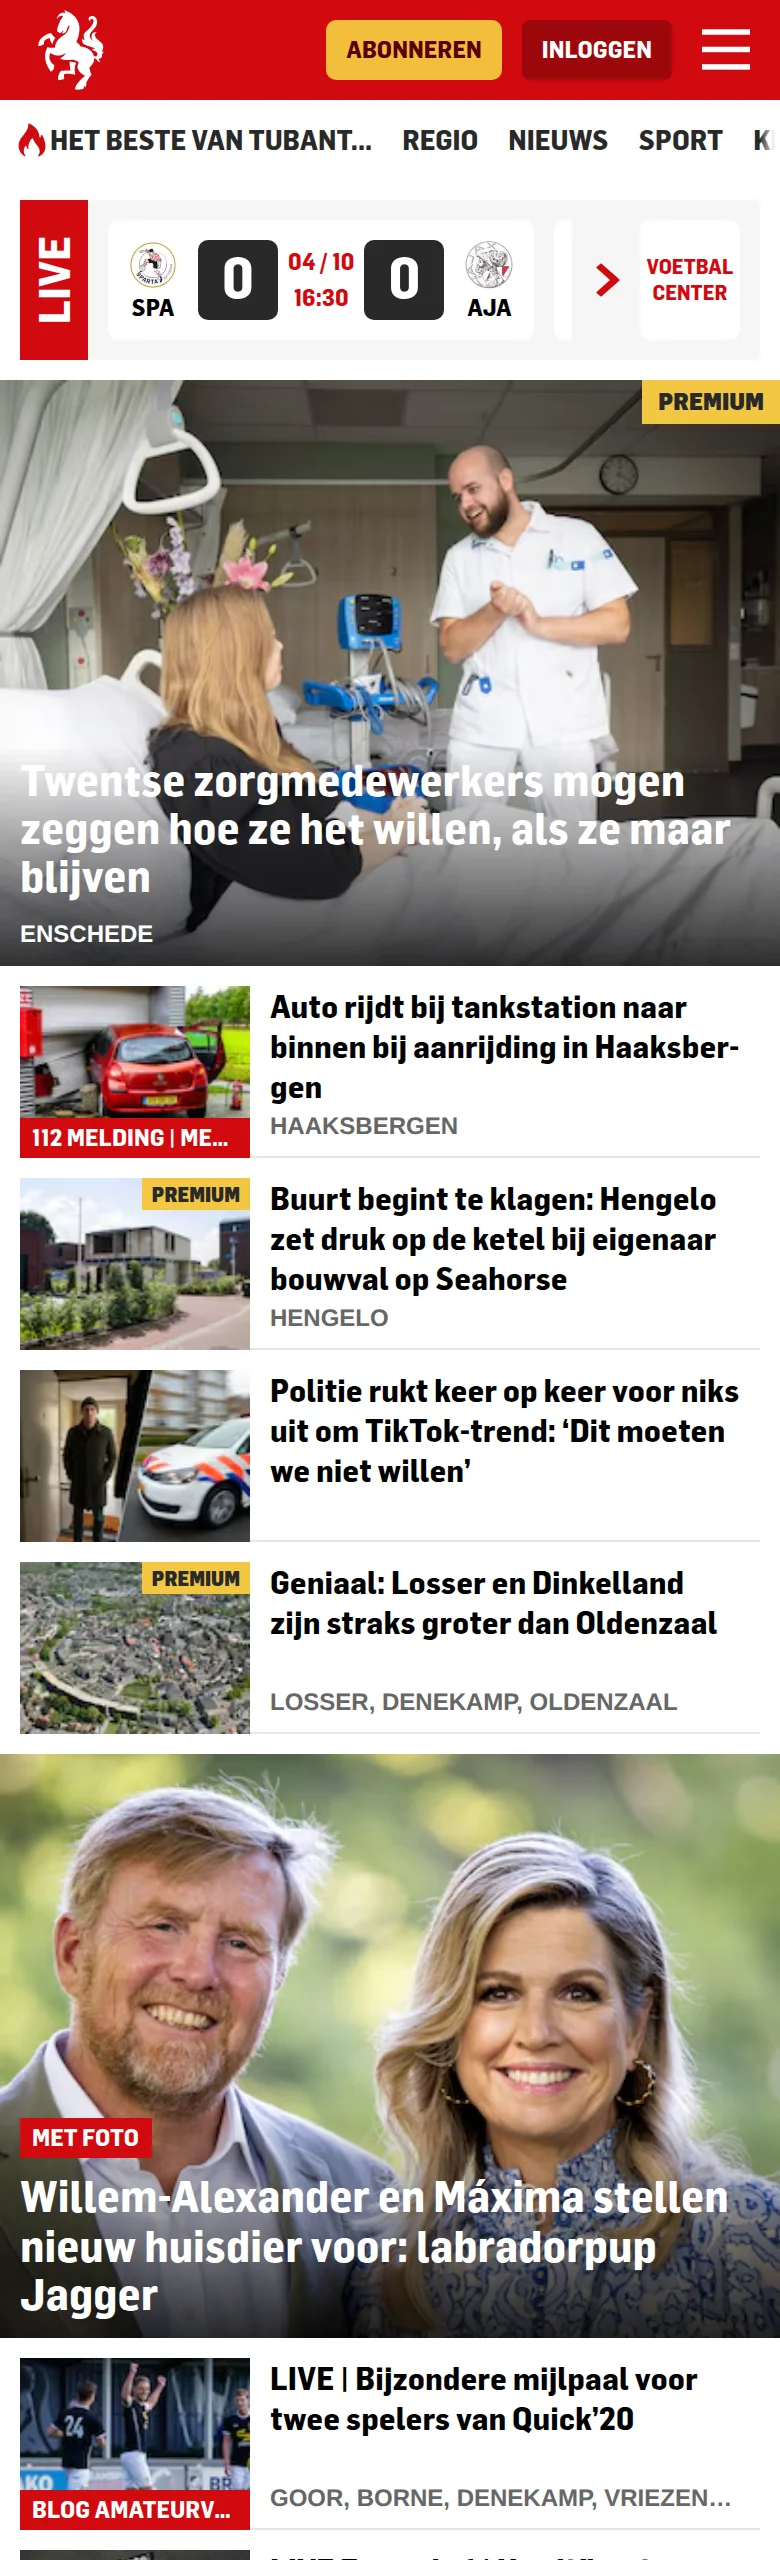 ABONNEREN
INLOGGEN
HET BESTE VAN TUBANT...
REGIO
NIEUWS
SPORT
LIVE
SPA
0
04 / 10
16:30
0
AJA
VOETBAL
CENTER
PREMIUM
Twentse zorgmedewerkers mogen
zeggen hoe ze het willen, als ze maar
blijven
ENSCHEDE
112 MELDING | ME...
Auto rijdt bij tankstation naar
binnen bij aanrijding in Haaksber-
gen
HAAKSBERGEN
PREMIUM
Buurt begint te klagen: Hengelo
zet druk op de ketel bij eigenaar
bouwval op Seahorse
HENGELO
Politie rukt keer op keer voor niks
uit om TikTok-trend: ‘Dit moeten
we niet willen’
PREMIUM
Geniaal: Losser en Dinkelland
zijn straks groter dan Oldenzaal
LOSSER, DENEKAMP, OLDENZAAL
MET FOTO
Willem-Alexander en Máxima stellen
nieuw huisdier voor: labradorpup
Jagger
24
BLOG AMATEURV...
LIVE | Bijzondere mijlpaal voor
twee spelers van Quick’20
GOOR, BORNE, DENEKAMP, VRIEZEN...